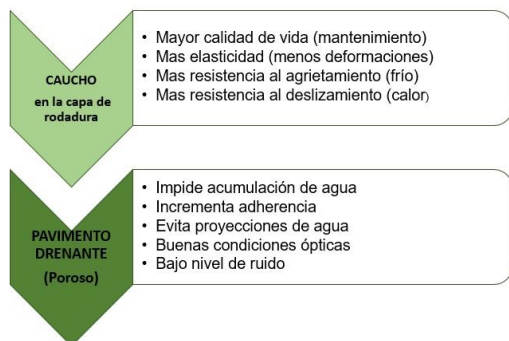 CAUCHO
en la capa de
rodadura
• Mayor calidad de vida (mantenimiento)
• Mas elasticidad (menos deformaciones)
• Mas resistencia al agrietamiento (frío)
• Mas resistencia al deslizamiento (calor)
PAVIMENTO
DRENANTE
(Poroso)
• Impide acumulación de agua
• Incrementa adherencia
• Evita proyecciones de agua
• Buenas condiciones ópticas
• Bajo nivel de ruido